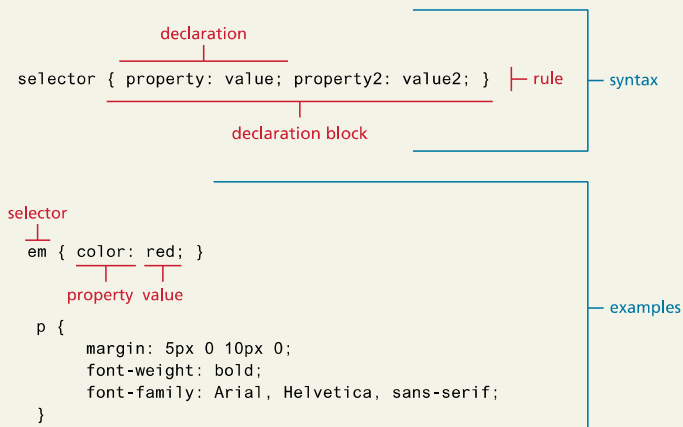 declaration
selector { property: value; property2: value2; }
rule
syntax
declaration block
selector
em { color: red; }
property value
examples
p {
margin: 5px 0 10px 0;
font-weight: bold;
font-family: Arial, Helvetica, sans-serif;
}